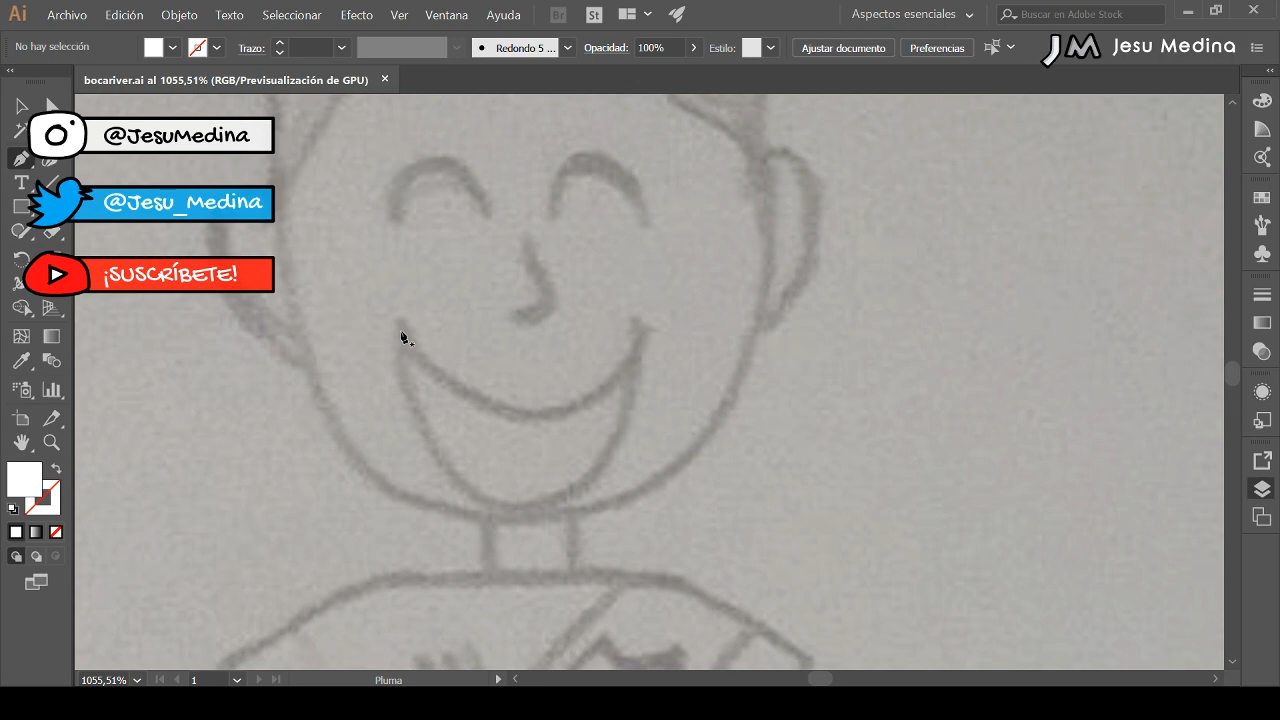 Ai Archivo Edición Objeto Texto Seleccionar Efecto Ver Ventana Ayuda Br St Aspectos esenciales Buscar en Adobe Stock
No hay selección Trazo: Redondo 5 ... Opacidad: 100% Estilo: Ajustar documento Preferencias JM Jesu Medina
bocariver.ai al 1055,51% (RGB/Previsualización de GPU)
@JesuMedina
@Jesu_Medina
¡SUSCRÍBETE!
1055,51% 1 Pluma